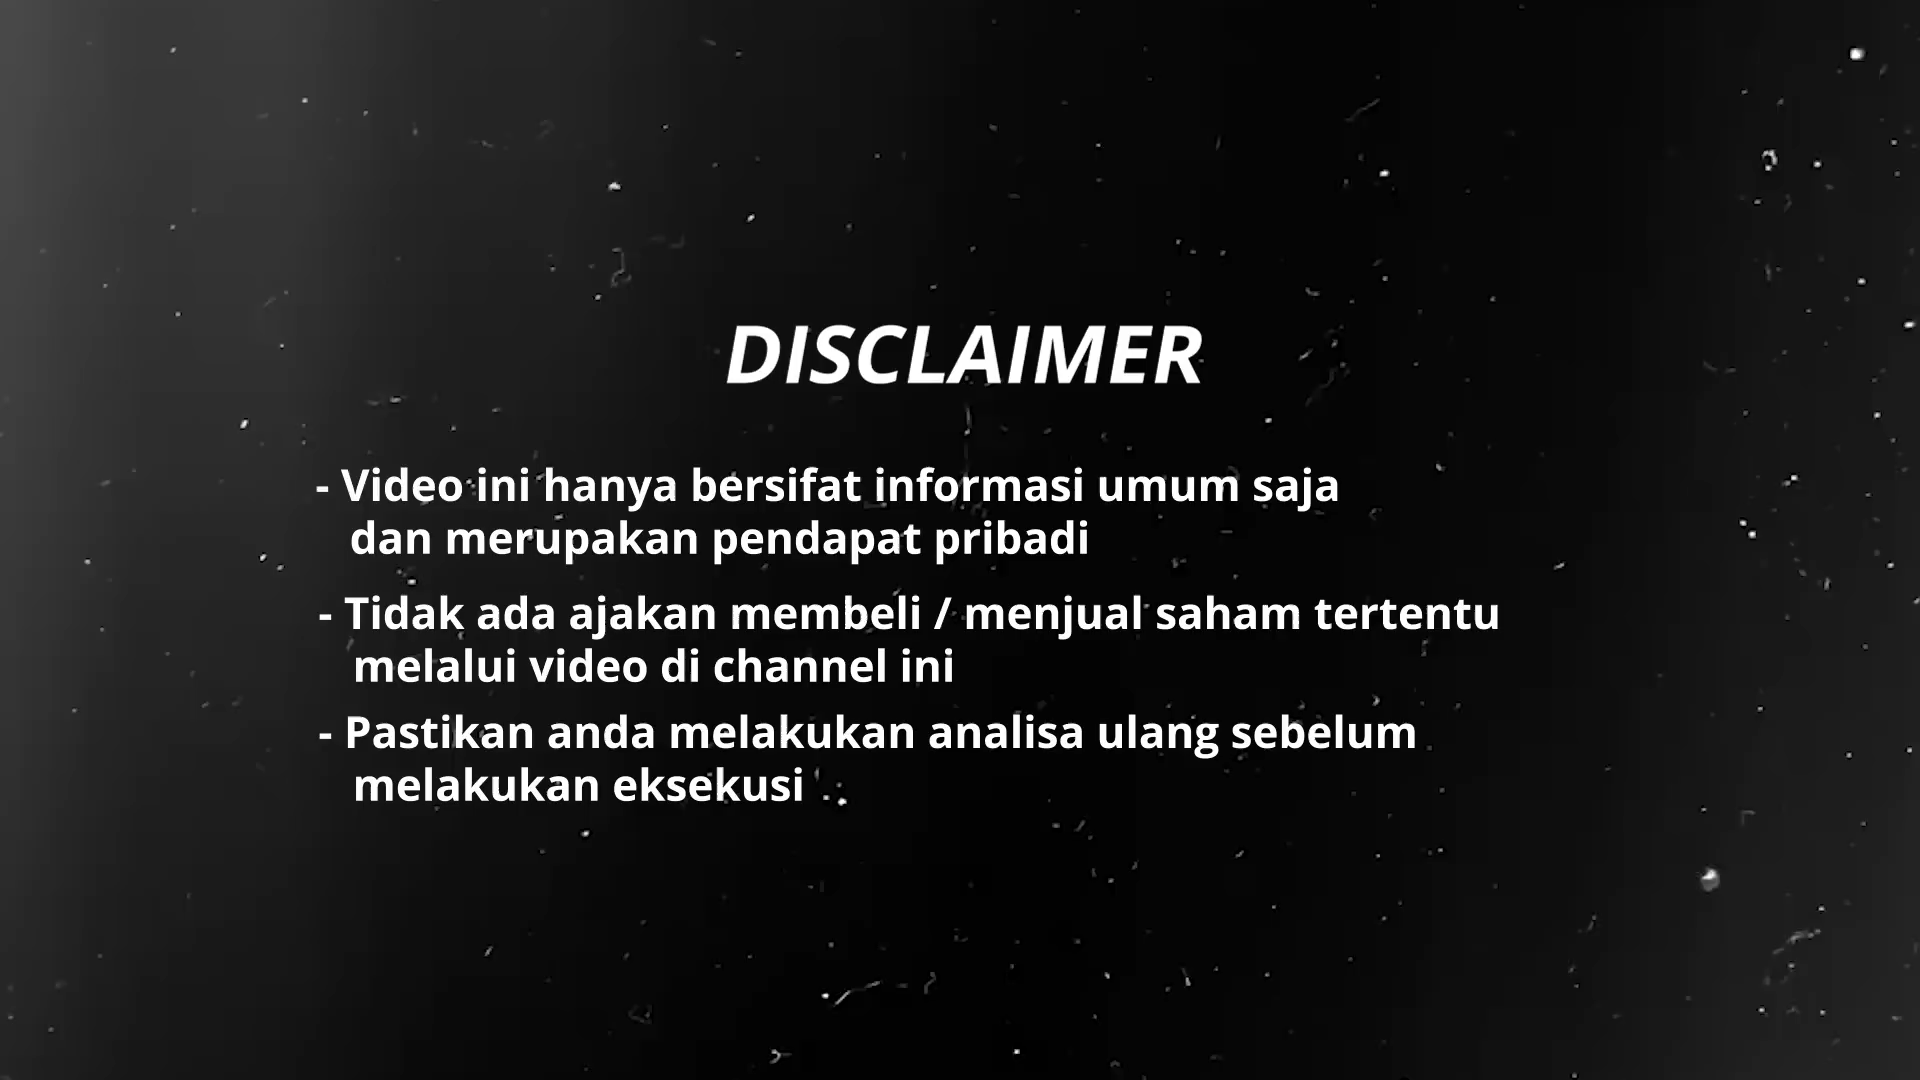 DISCLAIMER
- Video ini hanya bersifat informasi umum saja
dan merupakan pendapat pribadi
- Tidak ada ajakan membeli / menjual saham tertentu
melalui video di channel ini
- Pastikan anda melakukan analisa ulang sebelum
melakukan eksekusi